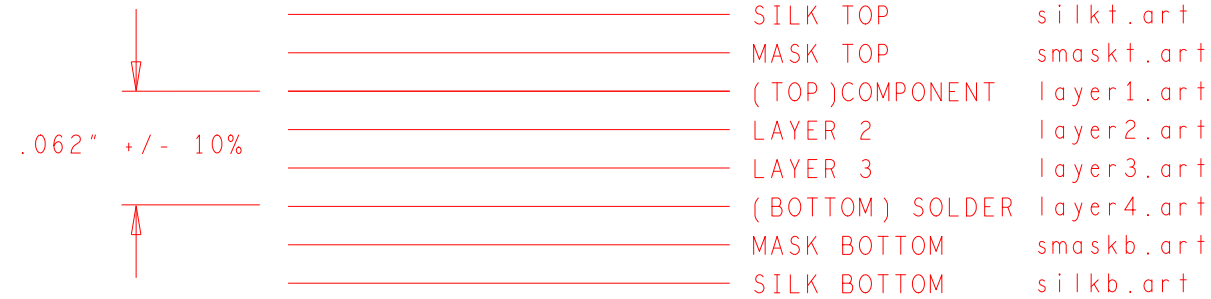 SILK TOP silkt.art
MASK TOP smaskt.art
(TOP)COMPONENT layer1.art
LAYER 2 layer2.art
.062" +/- 10%
LAYER 3 layer3.art
(BOTTOM) SOLDER layer4.art
MASK BOTTOM smaskb.art
SILK BOTTOM silkb.art